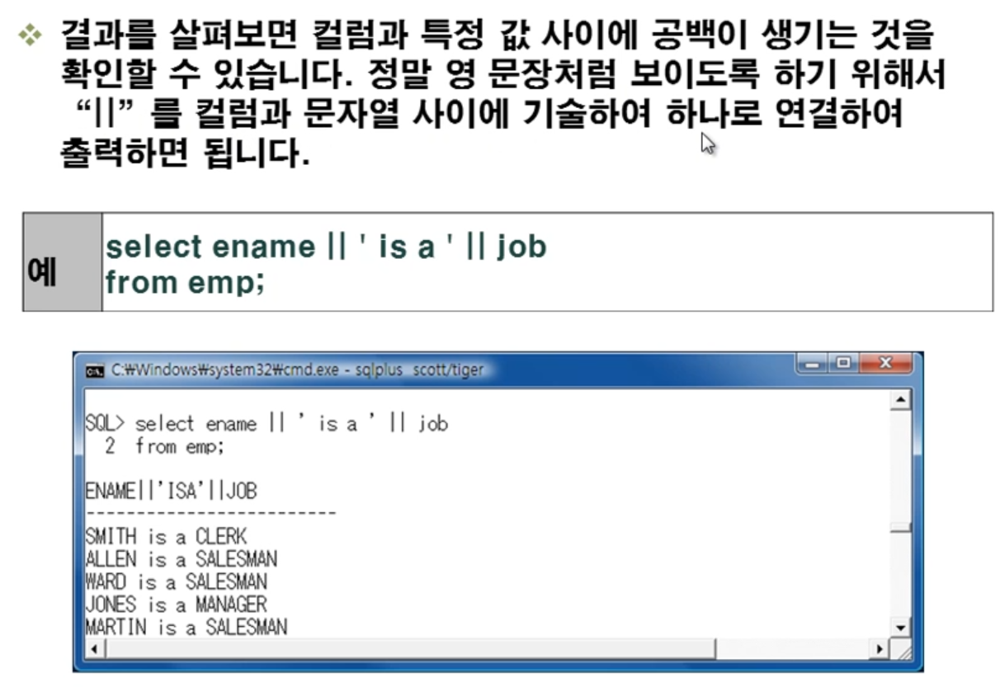 결과를 살펴보면 컬럼과 특정 값 사이에 공백이 생기는 것을
확인할 수 있습니다. 정말 영 문장처럼 보이도록 하기 위해서
“||” 를 컬럼과 문자열 사이에 기술하여 하나로 연결하여
출력하면 됩니다.
예
select ename || ' is a ' || job
from emp;
C:₩Windows₩system32₩cmd.exe - sqlplus scott/tiger
SQL> select ename || ' is a ' || job
2 from emp;
ENAME||'ISA'||JOB
-------------------------
SMITH is a CLERK
ALLEN is a SALESMAN
WARD is a SALESMAN
JONES is a MANAGER
MARTIN is a SALESMAN